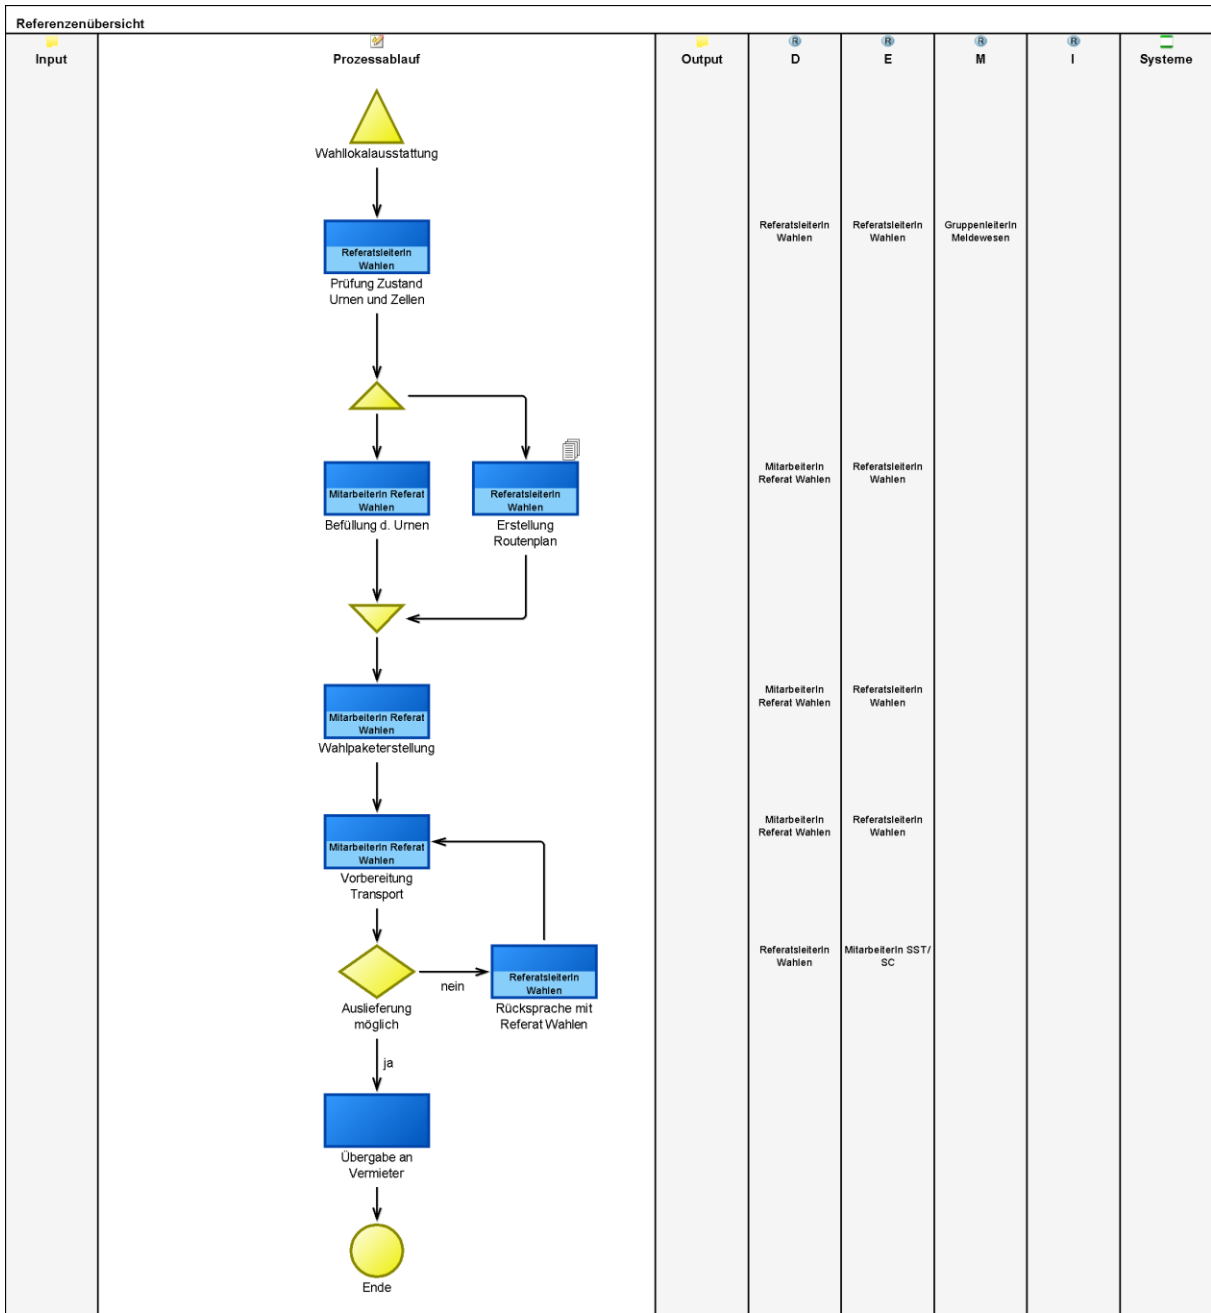 Referenzenübersicht
Input
Prozessablauf
Output
R
D
R
E
R
M
R
I
Systeme
Wahllokalausstattung
ReferatsleiterIn
Wahlen
Prüfung Zustand
Urnen und Zellen
ReferatsleiterIn
Wahlen
ReferatsleiterIn
Wahlen
GruppenleiterIn
Meldewesen
MitarbeiterIn Referat
Wahlen
Befüllung d. Urnen
ReferatsleiterIn
Wahlen
Erstellung
Routenplan
MitarbeiterIn
Referat Wahlen
ReferatsleiterIn
Wahlen
MitarbeiterIn Referat
Wahlen
Wahlpaketerstellung
MitarbeiterIn
Referat Wahlen
ReferatsleiterIn
Wahlen
MitarbeiterIn Referat
Wahlen
Vorbereitung
Transport
MitarbeiterIn
Referat Wahlen
ReferatsleiterIn
Wahlen
Auslieferung
möglich
nein
ReferatsleiterIn
Wahlen
Rücksprache mit
Referat Wahlen
ReferatsleiterIn
Wahlen
MitarbeiterIn SST/
SC
ja
Übergabe an
Vermieter
Ende